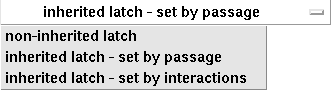 inherited latch - set by passage
non-inherited latch
inherited latch - set by passage
inherited latch - set by interactions